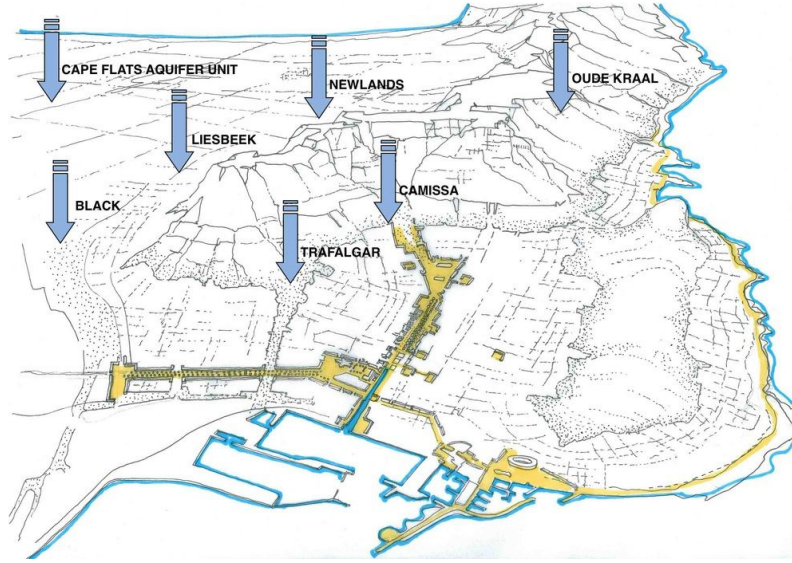 CAPE FLATS AQUIFER UNIT
NEWLANDS
OUDE KRAAL
LIESBEEK
CAMISSA
BLACK
TRAFALGAR